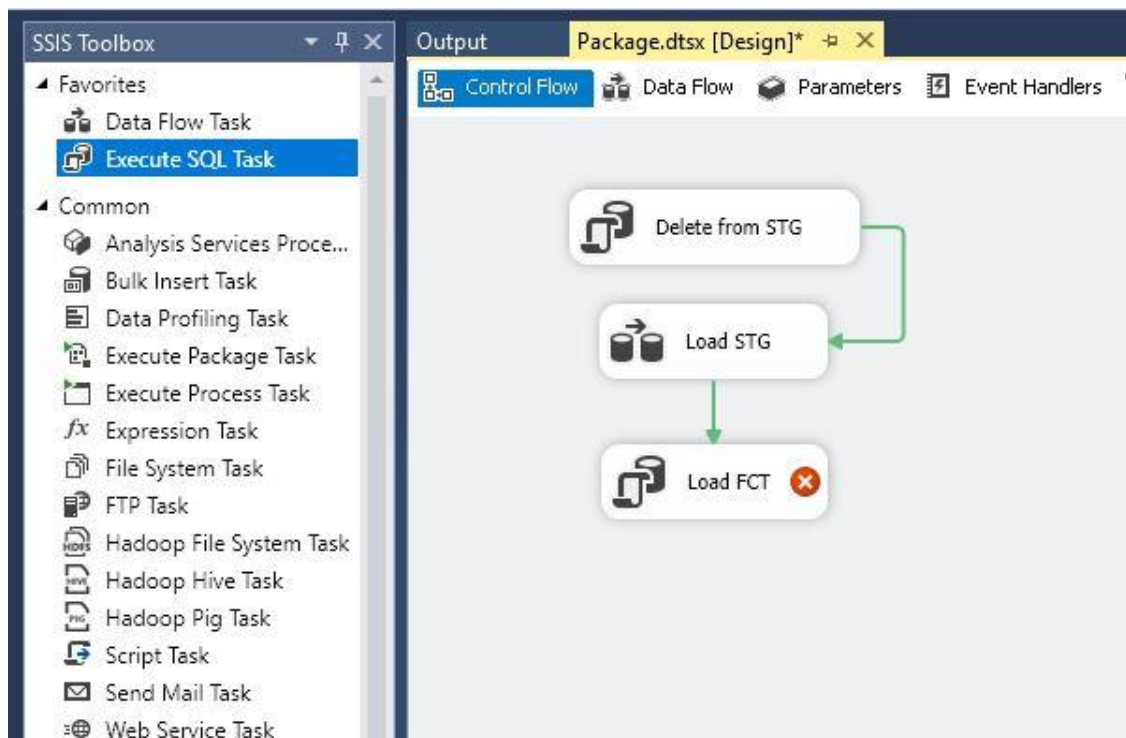 SSIS Toolbox
Output
Package.dtsx [Design]*
Favorites
Data Flow Task
Execute SQL Task
Common
Analysis Services Proce...
Bulk Insert Task
Data Profiling Task
Execute Package Task
Execute Process Task
Expression Task
File System Task
FTP Task
Hadoop File System Task
Hadoop Hive Task
Hadoop Pig Task
Script Task
Send Mail Task
Web Service Task
Control Flow
Data Flow
Parameters
Event Handlers
Delete from STG
Load STG
Load FCT